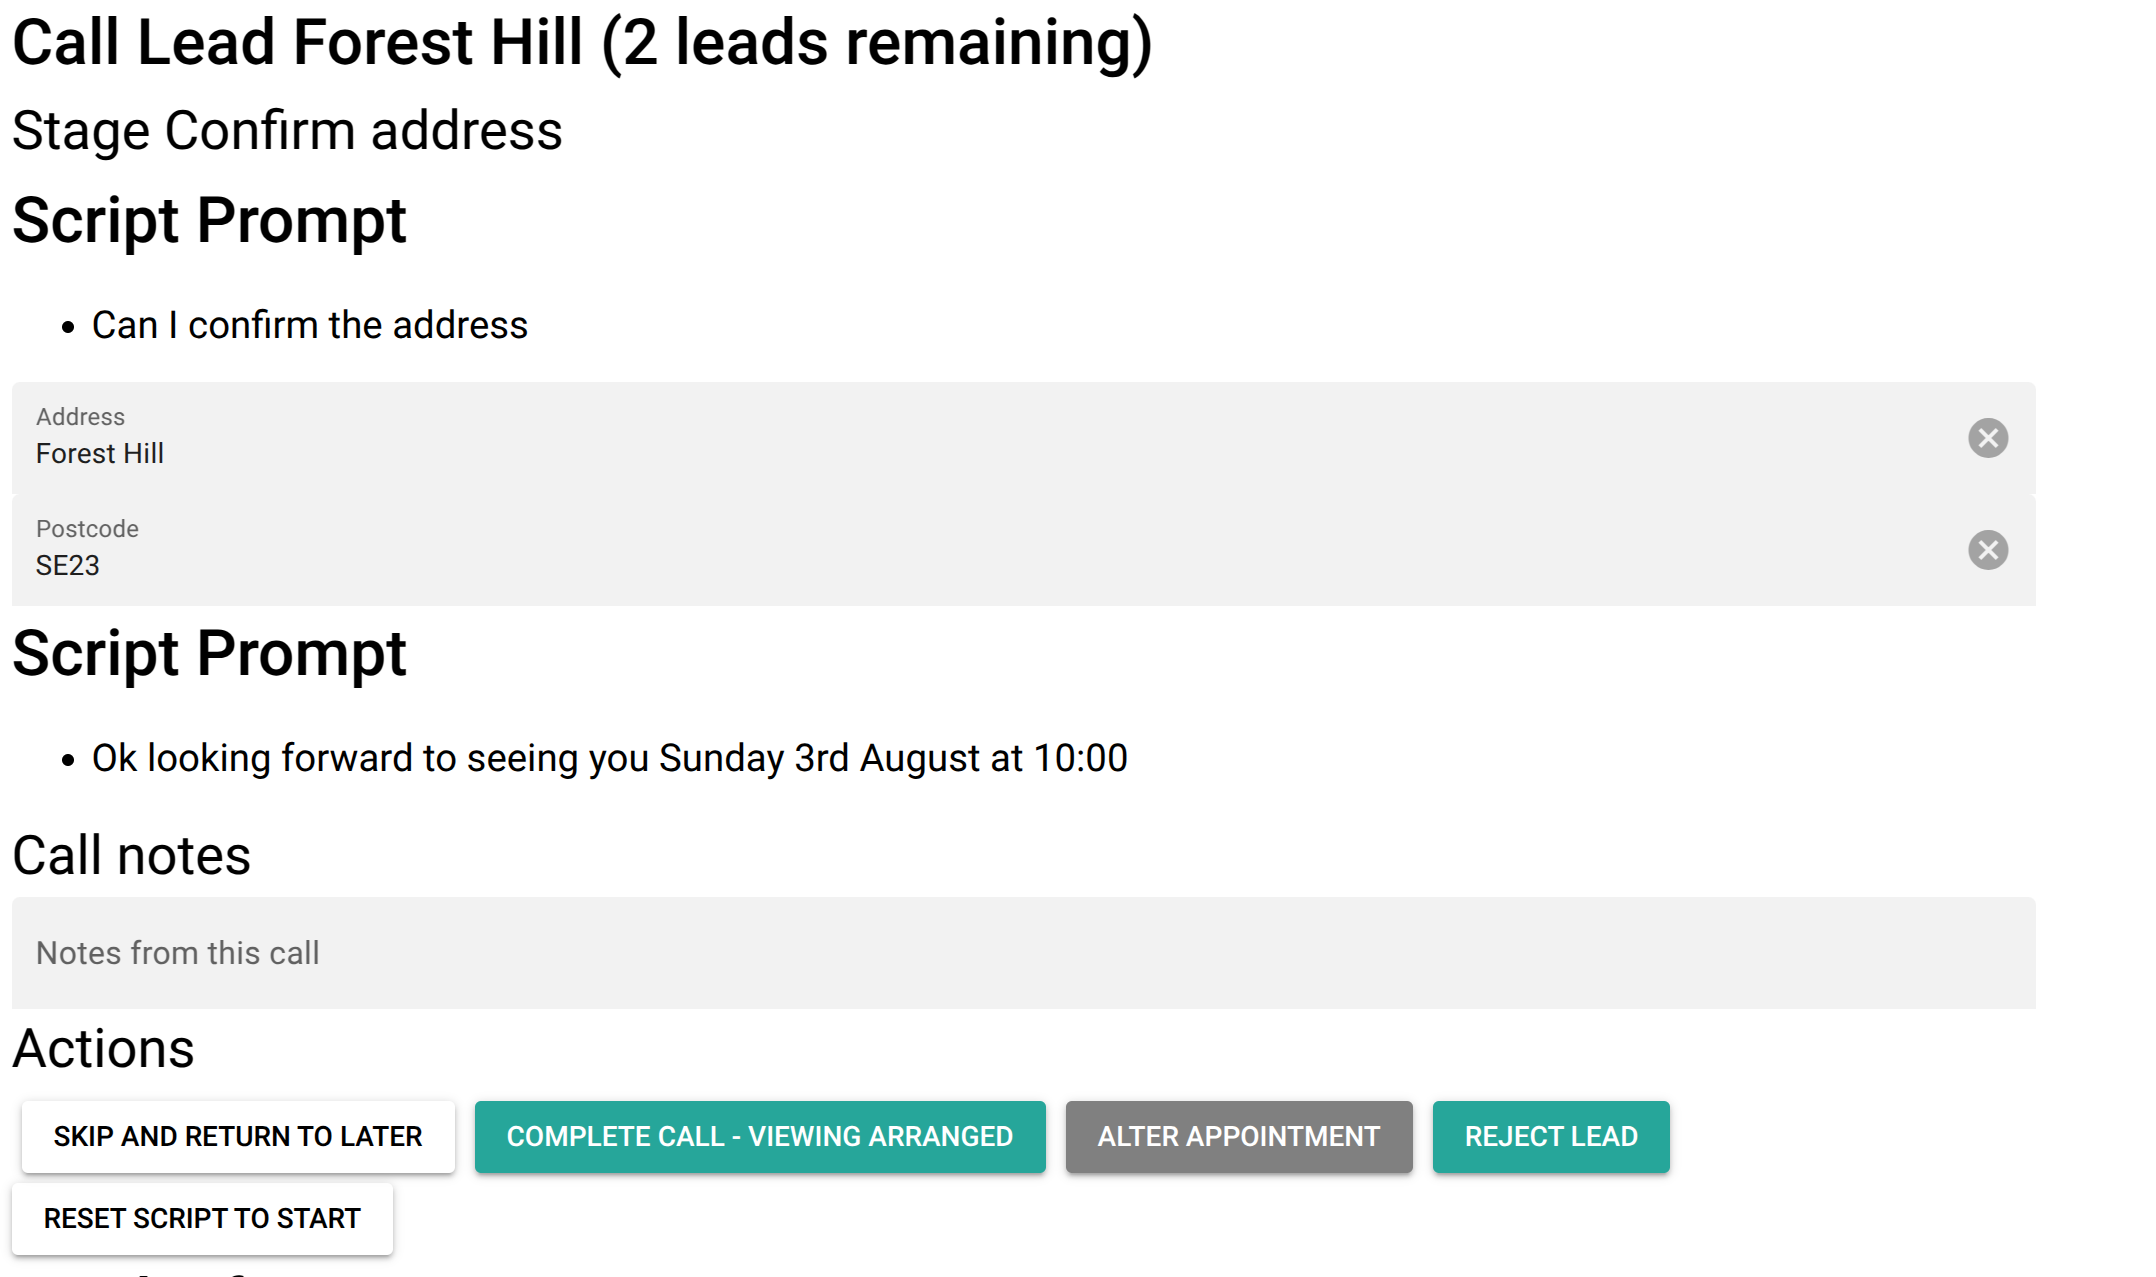 Call Lead Forest Hill (2 leads remaining)
Stage Confirm address
Script Prompt
Can I confirm the address
Address
Forest Hill
Postcode
SE23
Script Prompt
Ok looking forward to seeing you Sunday 3rd August at 10:00
Call notes
Notes from this call
Actions
SKIP AND RETURN TO LATER COMPLETE CALL - VIEWING ARRANGED ALTER APPOINTMENT REJECT LEAD
RESET SCRIPT TO START